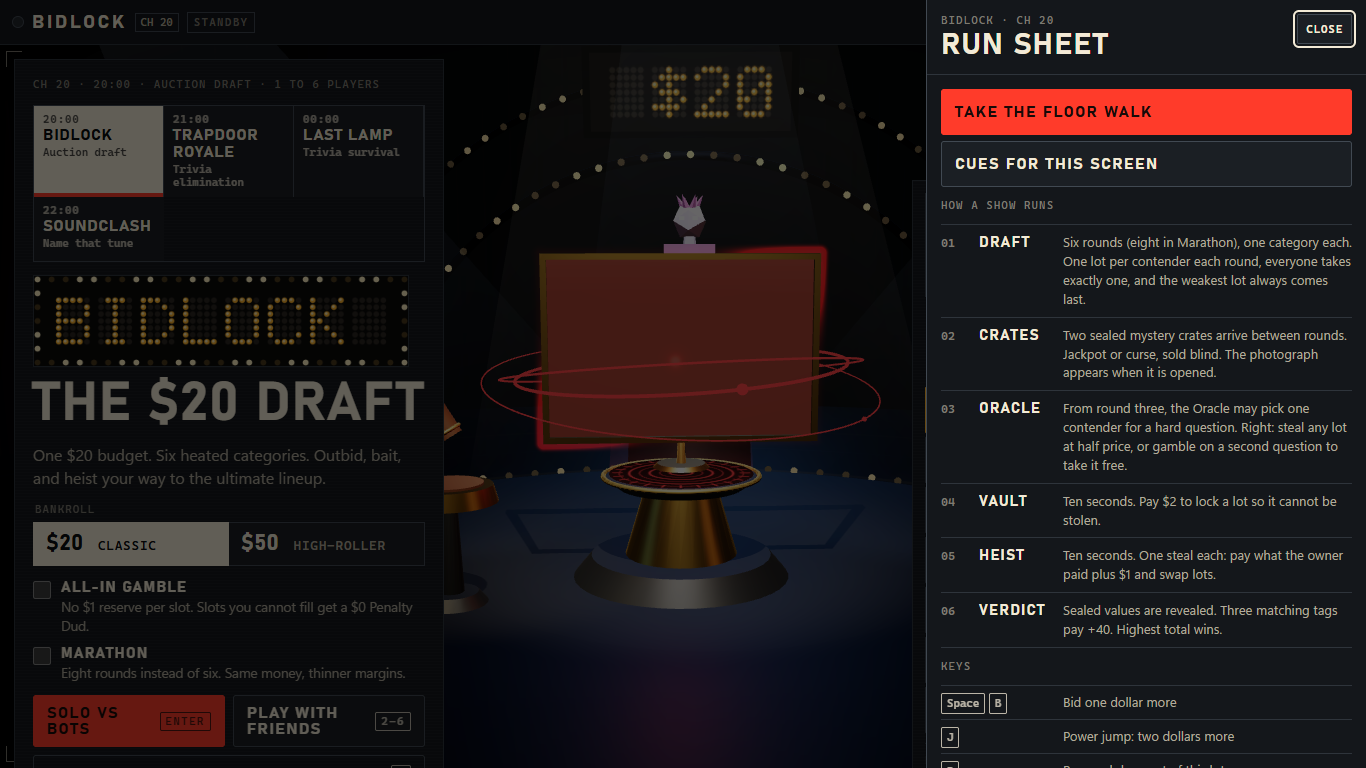 BIDLOCK CH 20 STANDBY
CH 20 · 20:00 · AUCTION DRAFT · 1 TO 6 PLAYERS
20:00
BIDLOCK
Auction draft
21:00
TRAPDOOR
ROYALE
Trivia
elimination
00:00
LAST LAMP
Trivia survival
22:00
SOUNDCLASH
Name that tune
BIDLOCK
THE $20 DRAFT
One $20 budget. Six heated categories. Outbid, bait,
and heist your way to the ultimate lineup.
BANKROLL
$20 CLASSIC
$50 HIGH-ROLLER
ALL-IN GAMBLE
No $1 reserve per slot. Slots you cannot fill get a $0 Penalty
Dud.
MARATHON
Eight rounds instead of six. Same money, thinner margins.
SOLO VS
BOTS
ENTER
PLAY WITH
FRIENDS
2–6
$20
BIDLOCK · CH 20
RUN SHEET
CLOSE
TAKE THE FLOOR WALK
CUES FOR THIS SCREEN
HOW A SHOW RUNS
01 DRAFT
Six rounds (eight in Marathon), one category each.
One lot per contender each round, everyone takes
exactly one, and the weakest lot always comes
last.
02 CRATES
Two sealed mystery crates arrive between rounds.
Jackpot or curse, sold blind. The photograph
appears when it is opened.
03 ORACLE
From round three, the Oracle may pick one
contender for a hard question. Right: steal any lot
at half price, or gamble on a second question to
take it free.
04 VAULT
Ten seconds. Pay $2 to lock a lot so it cannot be
stolen.
05 HEIST
Ten seconds. One steal each: pay what the owner
paid plus $1 and swap lots.
06 VERDICT
Sealed values are revealed. Three matching tags
pay +40. Highest total wins.
KEYS
Space B Bid one dollar more
J Power jump: two dollars more